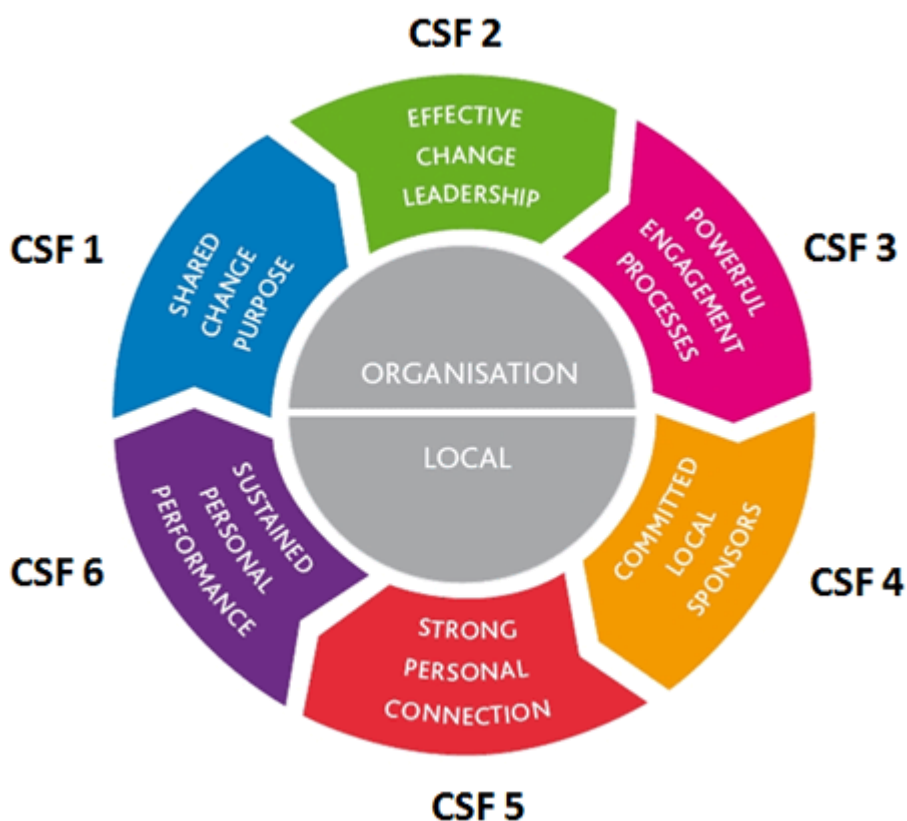 CSF 2
EFFECTIVE
CHANGE
LEADERSHIP
CSF 1
SHARED
CHANGE
PURPOSE
POWERFUL
ENGAGEMENT
PROCESSES
CSF 3
ORGANISATION
LOCAL
CSF 6
SUSTAINED
PERSONAL
PERFORMANCE
COMMITTED
LOCAL
SPONSORS
CSF 4
STRONG
PERSONAL
CONNECTION
CSF 5